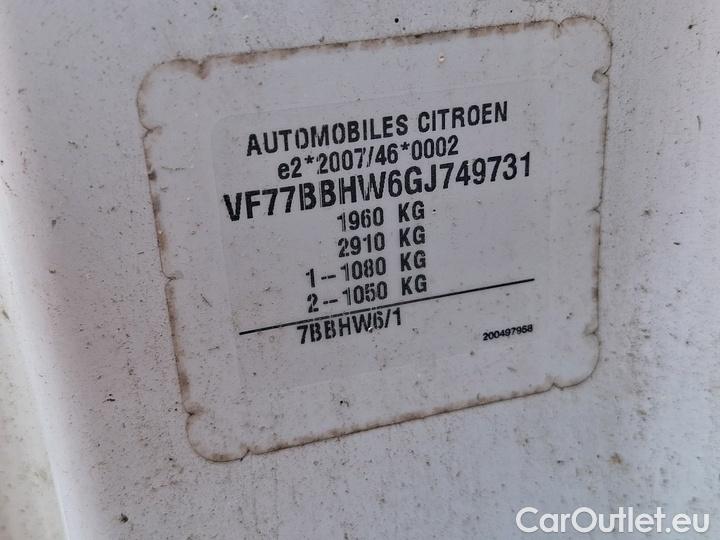 AUTOMOBILES CITROEN
e2*2007/46*0002
VF77BBHW6GJ749731
1960 KG
2910 KG
1--1080 KG
2--1050 KG
7BBHW6/1
200497958
CarOutlet.eu